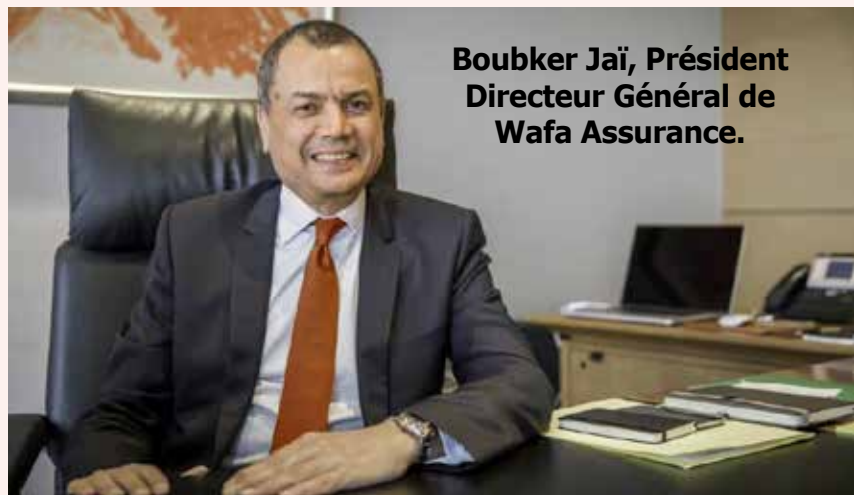 Boubker Jaï, Président
Directeur Général de
Wafa Assurance.